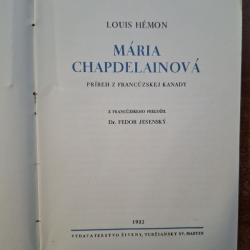 LOUIS HÉMON
MÁRIA
CHAPDELAINOVÁ
PRÍBEH Z FRANCÚZSKEJ KANADY
Z FRANCÚZSKEHO PRELOŽIL
Dr. FEDOR JESENSKÝ
1932
VYDAVATEĽSTVO ŽIVENY, TURČIANSKY SV. MARTIN